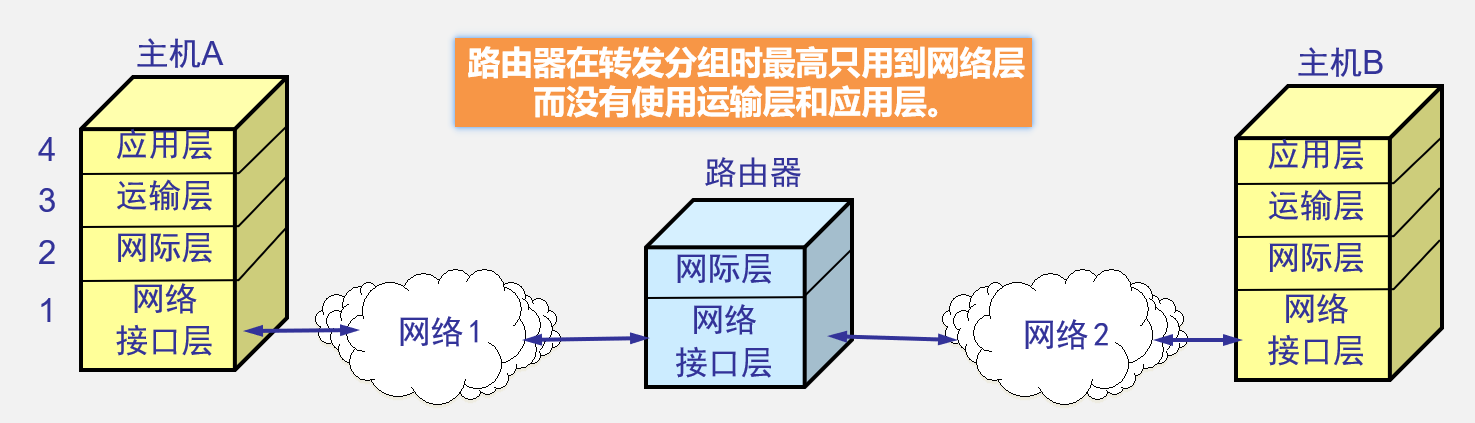 主机A
路由器在转发分组时最高只用到网络层
而没有使用运输层和应用层。
主机B
4
应用层
3
运输层
2
网际层
1
网络
接口层
网络1
路由器
网际层
网络
接口层
网络2
应用层
运输层
网际层
网络
接口层